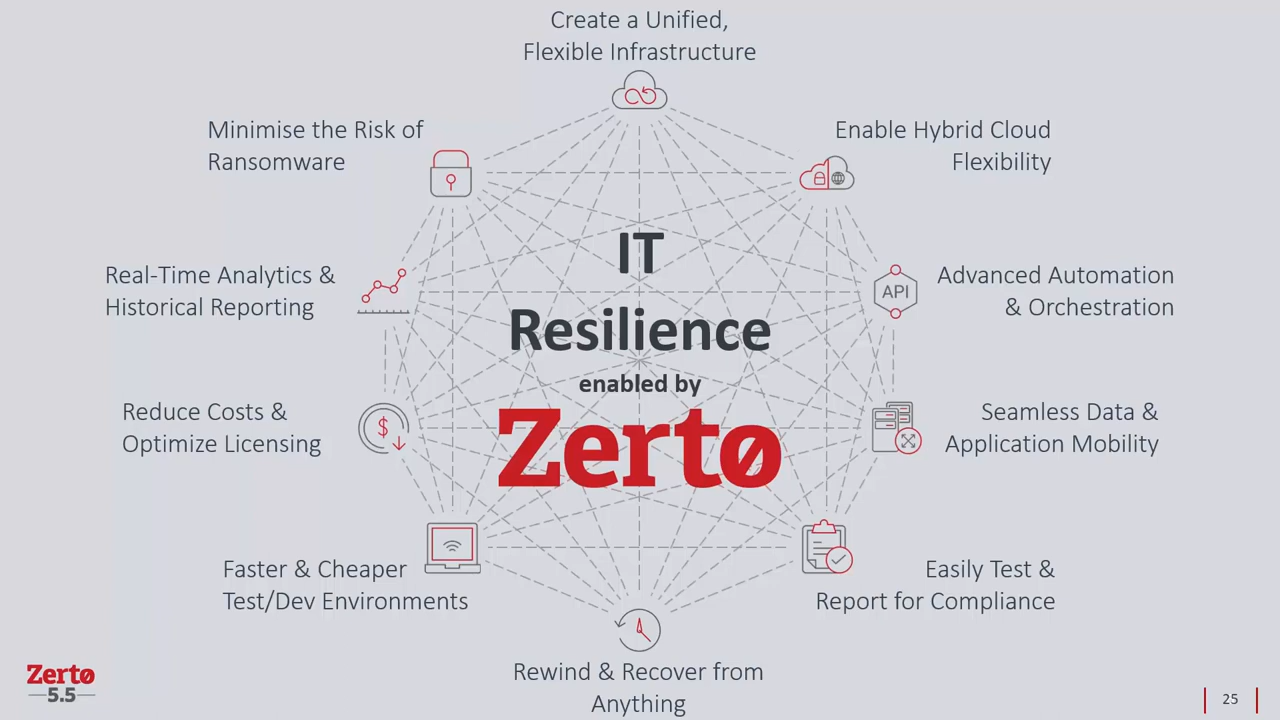 Create a Unified,
Flexible Infrastructure
Minimise the Risk of
Ransomware
Enable Hybrid Cloud
Flexibility
IT
Resilience
enabled by
Zertø
Real-Time Analytics &
Historical Reporting
API
Advanced Automation
& Orchestration
Reduce Costs &
Optimize Licensing
$
Seamless Data &
Application Mobility
Faster & Cheaper
Test/Dev Environments
Easily Test &
Report for Compliance
Rewind & Recover from
Anything
Zertø
5.5
25